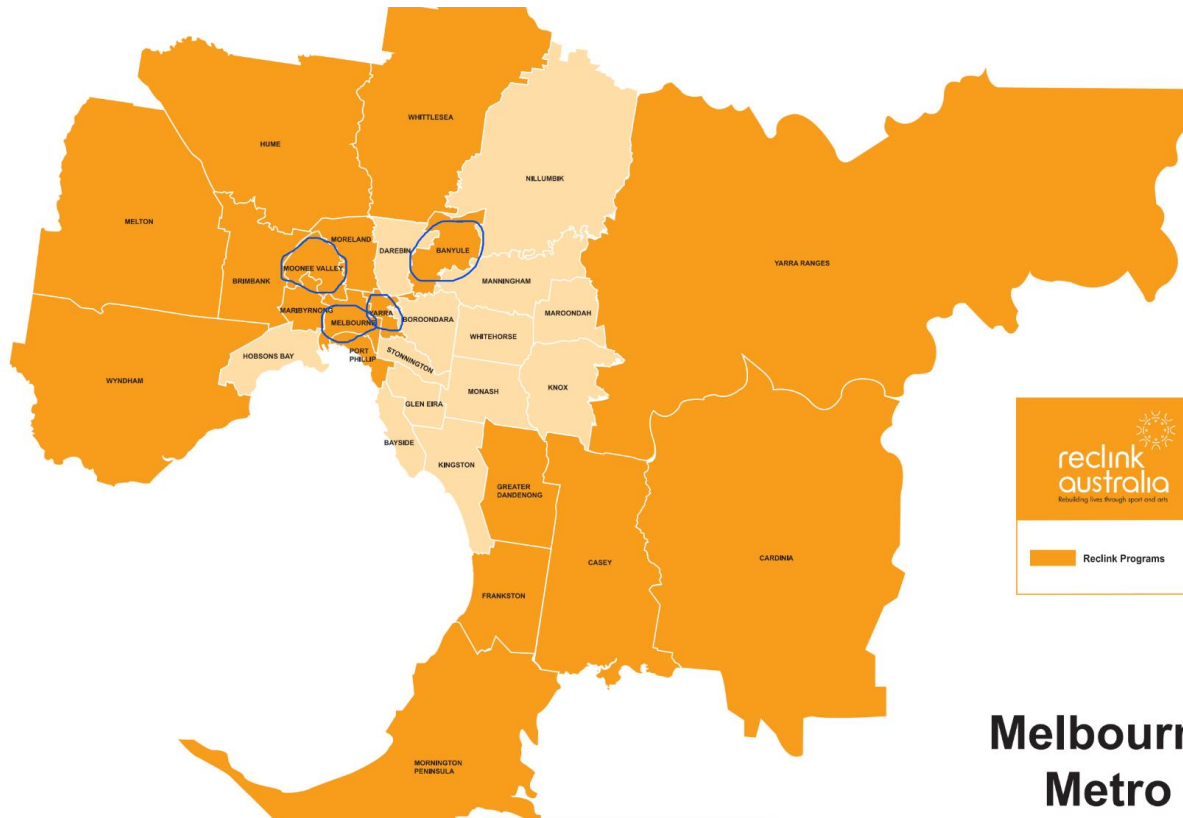 WHITTLESEA
HUME
NILLUMBIK
MELTON
MORELAND
DAREBIN
BANYULE
YARRA RANGES
MOONEE VALLEY
BRIMBANK
MANNINGHAM
MARIBYRNONG
YARRA
MAROONDAH
MELBOURNE
BOROONDARA
WHITEHORSE
HOBSONS BAY
PORT
PHILLIP
STONNINGTON
WYNDHAM
MONASH
KNOX
GLEN EIRA
BAYSIDE
KINGSTON
GREATER
DANDENONG
reclink
australia
Rebuilding lives through sport and arts
Reclink Programs
CASEY
CARDINIA
FRANKSTON
MORNINGTON
PENINSULA
Melbourn
Metro